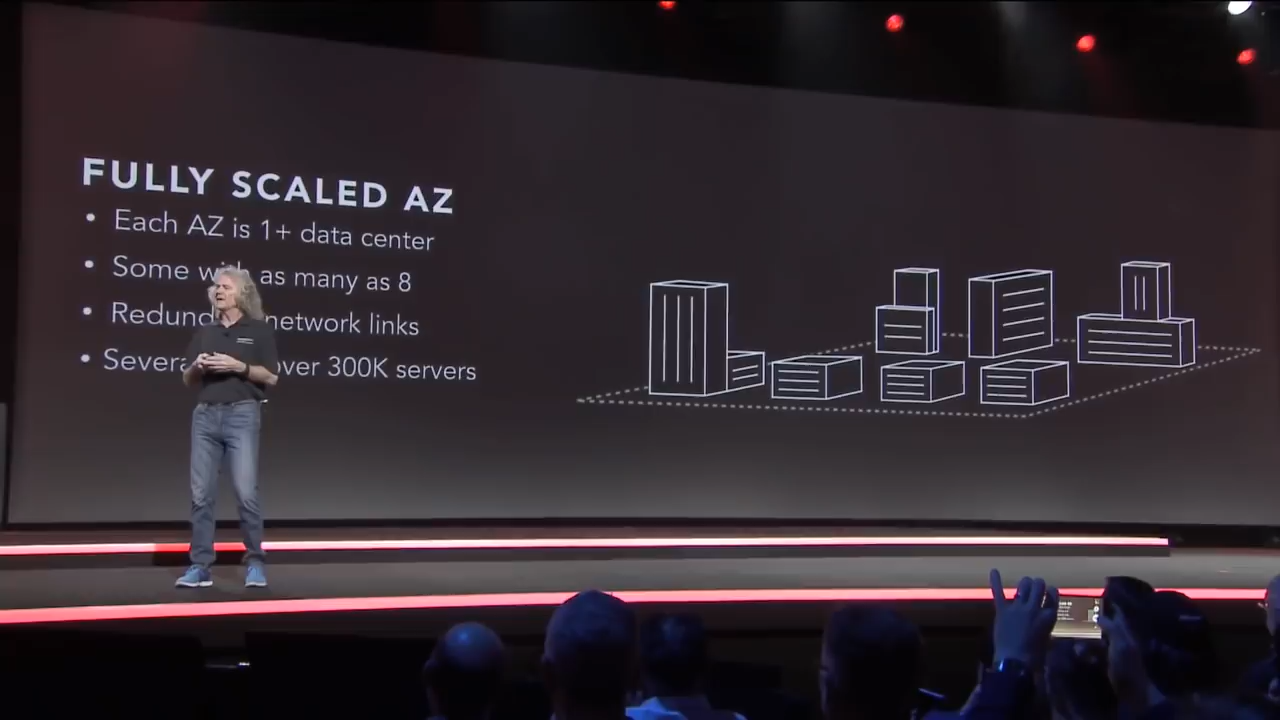 FULLY SCALED AZ
• Each AZ is 1+ data center
• Some as many as 8
• Redun network links
• Severa over 300K servers